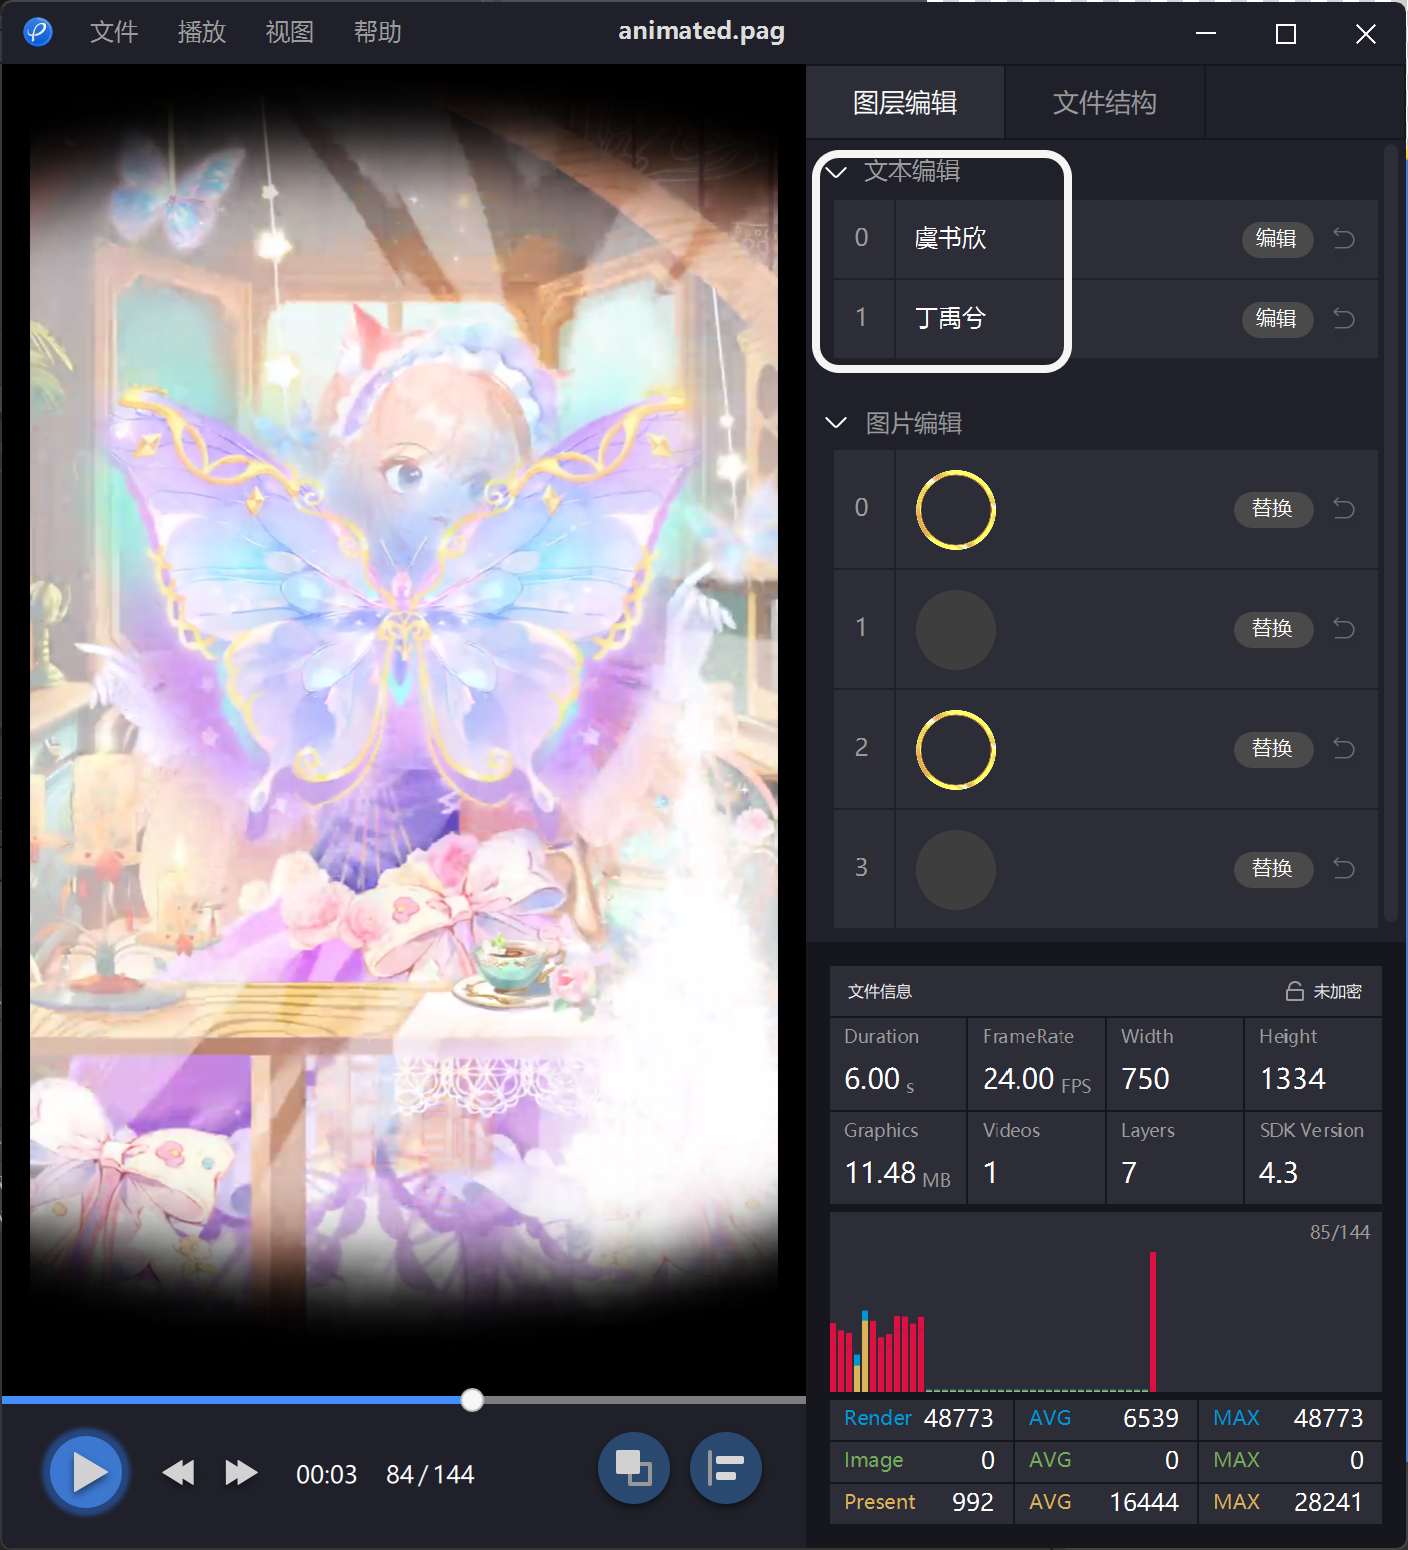 文件 播放 视图 帮助 animated.pag
图层编辑 文件结构
文本编辑
0 虞书欣 编辑
1 丁禹兮 编辑
图片编辑
0 替换
1 替换
2 替换
3 替换
文件信息 未加密
Duration FrameRate Width Height
6.00 s 24.00 FPS 750 1334
Graphics Videos Layers SDK Version
11.48 MB 1 7 4.3
85/144
Render 48773 AVG 6539 MAX 48773
Image 0 AVG 0 MAX 0
Present 992 AVG 16444 MAX 28241
00:03 84 / 144